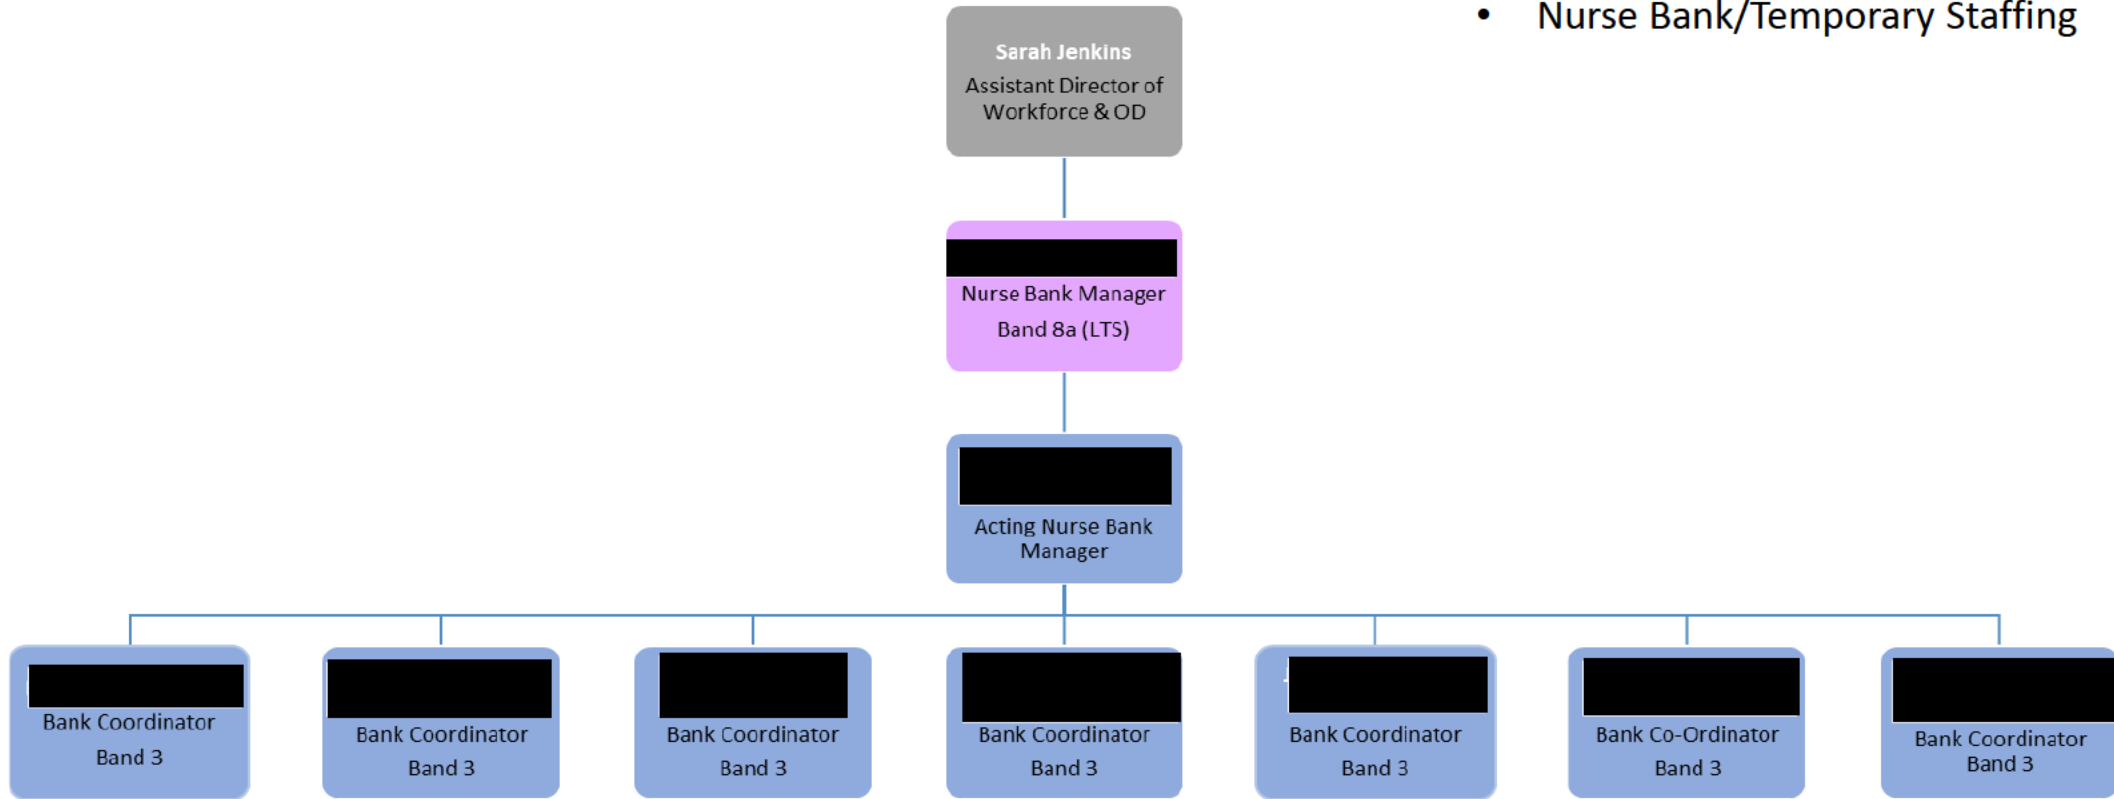 • Nurse Bank/Temporary Staffing
Sarah Jenkins
Assistant Director of
Workforce & OD
Nurse Bank Manager
Band 8a (LTS)
Acting Nurse Bank
Manager
Bank Coordinator
Band 3
Bank Coordinator
Band 3
Bank Coordinator
Band 3
Bank Coordinator
Band 3
Bank Coordinator
Band 3
Bank Co-Ordinator
Band 3
Bank Coordinator
Band 3